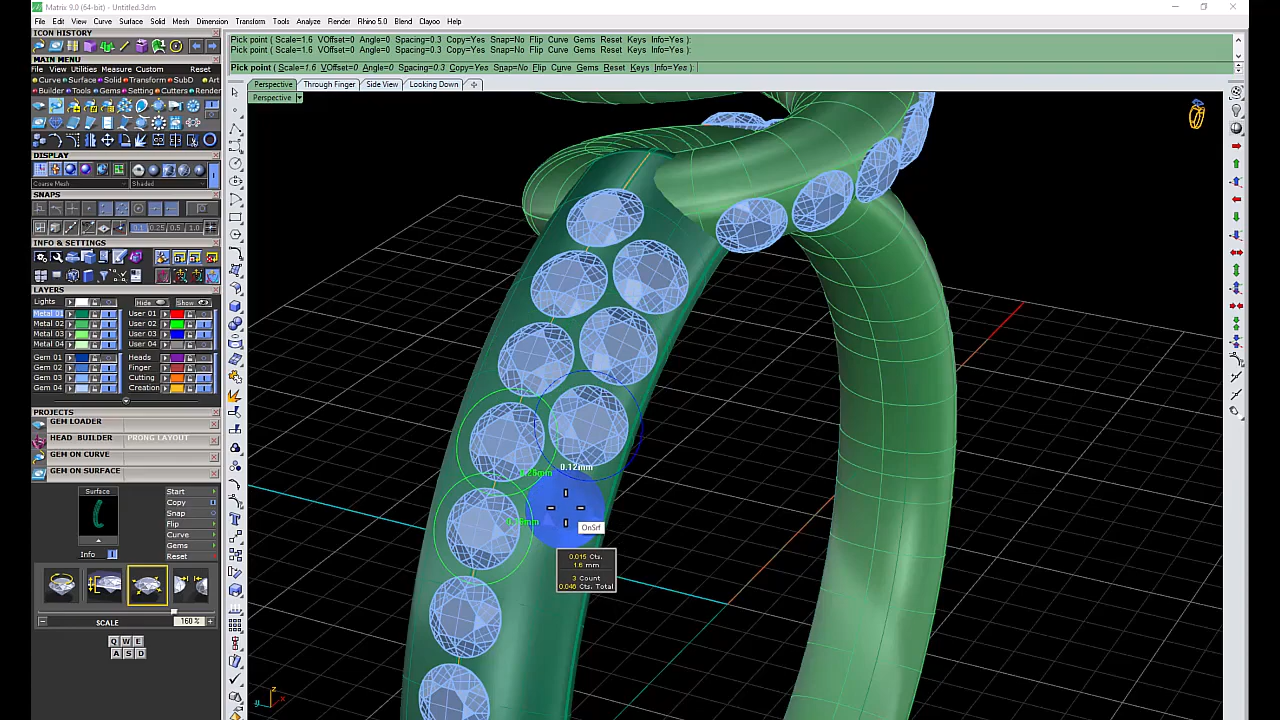 Matrix 9.0 (64-bit) - Untitled.3dm
File Edit View Curve Surface Solid Mesh Dimension Transform Tools Analyze Render Rhino 5.0 Blend Clayoo Help
ICON HISTORY
MAIN MENU
File View Utilities Measure Custom Reset
Curve Surface Solid Transform SubD Art
Builder Tools Gems Setting Cutters Render
DISPLAY
Coarse Mesh Shaded
SNAPS
0.1 0.25 0.5 1.0
INFO & SETTINGS
LAYERS
Lights Hide Show
Metal 01 User 01
Metal 02 User 02
Metal 03 User 03
Metal 04 User 04
Gem 01 Heads
Gem 02 Finger
Gem 03 Cutting
Gem 04 Creation
PROJECTS
GEM LOADER
HEAD BUILDER PRONG LAYOUT
GEM ON CURVE
GEM ON SURFACE
Surface
Start
Copy
Snap
Flip
Curve
Gems
Reset
Info
SCALE 160 %
Q W E
A S D
Pick point ( Scale=1.6 VOffset=0 Angle=0 Spacing=0.3 Copy=Yes Snap=No Flip Curve Gems Reset Keys Info=Yes ):
Pick point ( Scale=1.6 VOffset=0 Angle=0 Spacing=0.3 Copy=Yes Snap=No Flip Curve Gems Reset Keys Info=Yes ):
Pick point ( Scale=1.6 VOffset=0 Angle=0 Spacing=0.3 Copy=Yes Snap=No Flip Curve Gems Reset Keys Info=Yes ):
Perspective Through Finger Side View Looking Down
Perspective
0.12mm
OnSrf
0.015 Cts.
1.6 mm
3 Count
0.046 Cts. Total
z
y
x